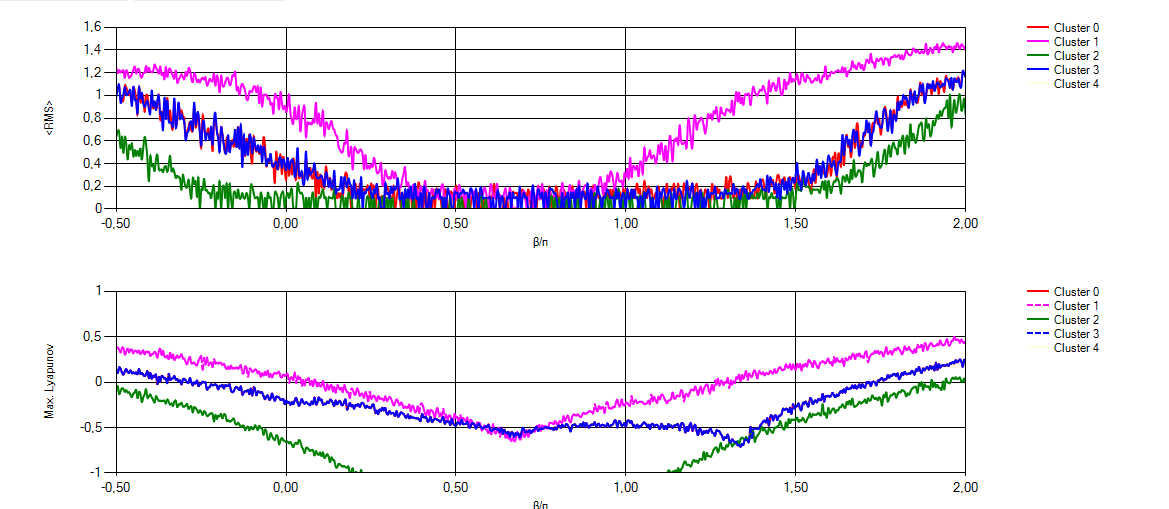 1,6
1,4
1,2
1
0,8
0,6
0,4
0,2
0
<RMS>
-0,50 0,00 0,50 1,00 1,50 2,00
β/π
Cluster 0
Cluster 1
Cluster 2
Cluster 3
Cluster 4
1
0,5
0
-0,5
-1
Max. Lyapunov
-0,50 0,00 0,50 1,00 1,50 2,00
β/π
Cluster 0
Cluster 1
Cluster 2
Cluster 3
Cluster 4